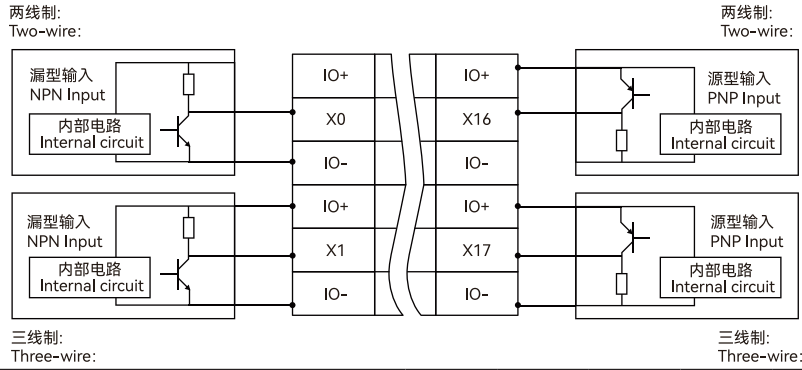 两线制:
Two-wire:
漏型输入
NPN Input
内部电路
Internal circuit
漏型输入
NPN Input
内部电路
Internal circuit
三线制:
Three-wire:
IO+
X0
IO-
IO+
X1
IO-
IO+
X16
IO-
IO+
X17
IO-
两线制:
Two-wire:
源型输入
PNP Input
内部电路
Internal circuit
源型输入
PNP Input
内部电路
Internal circuit
三线制:
Three-wire: